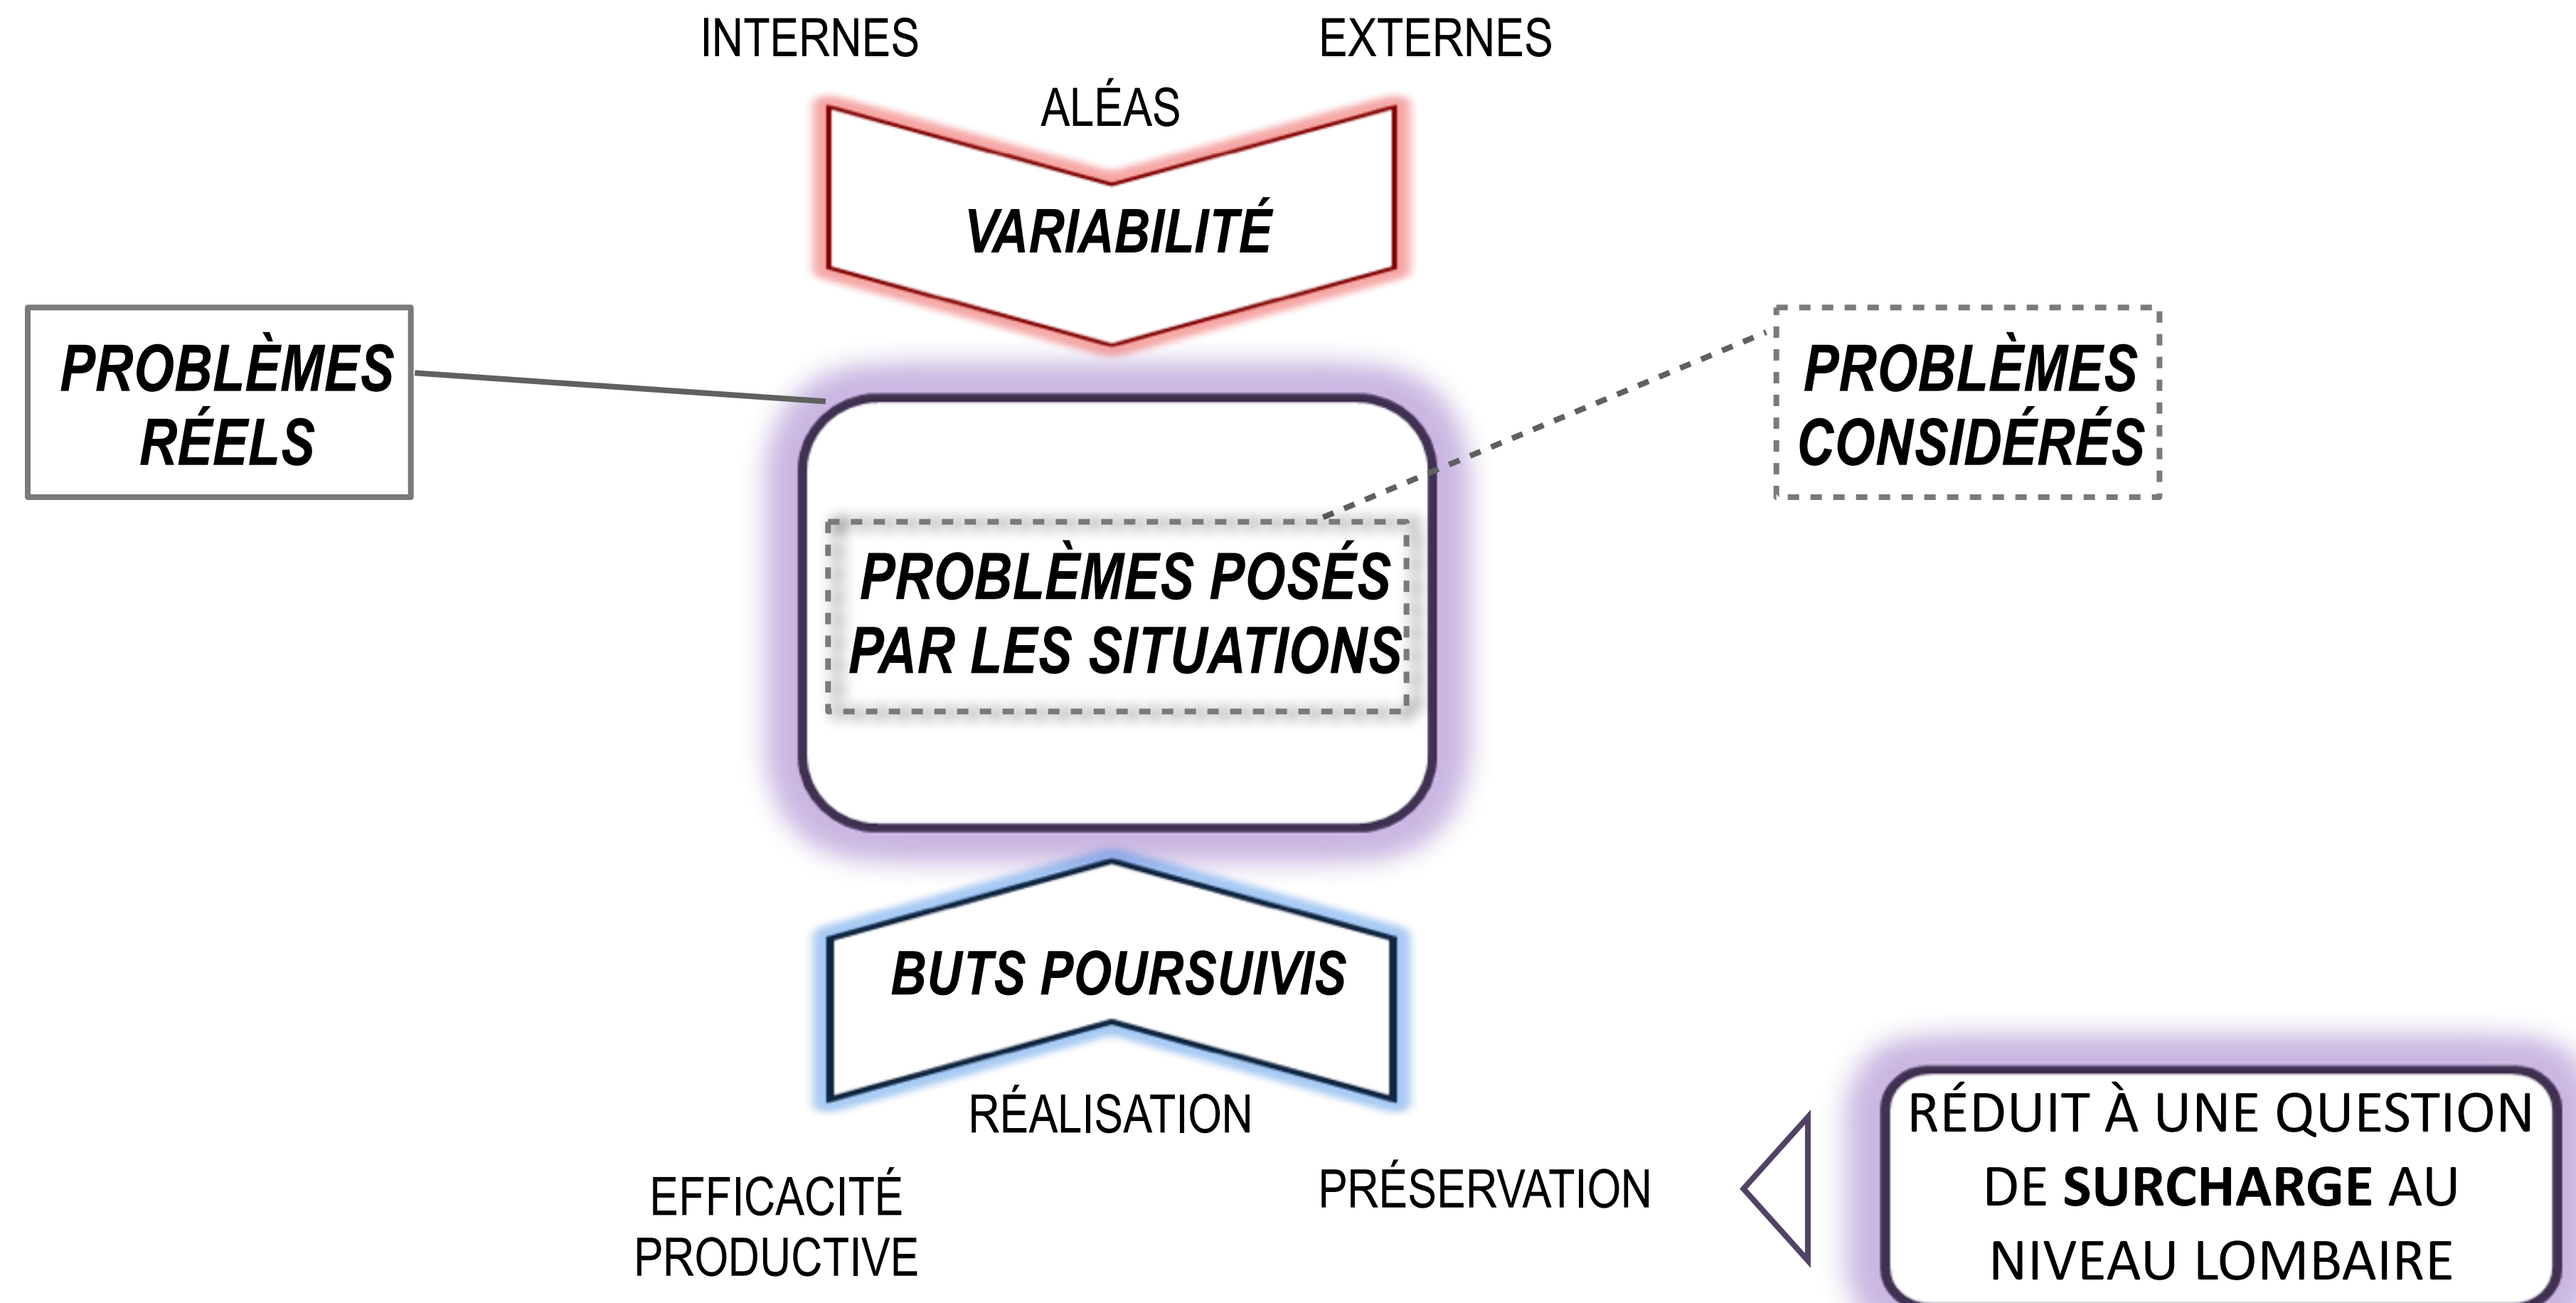 INTERNES
EXTERNES
ALÉAS
VARIABILITÉ
PROBLÈMES
RÉELS
PROBLÈMES
CONSIDÉRÉS
PROBLÈMES POSÉS
PAR LES SITUATIONS
BUTS POURSUIVIS
RÉALISATION
EFFICACITÉ
PRODUCTIVE
PRÉSERVATION
RÉDUIT À UNE QUESTION
DE SURCHARGE AU
NIVEAU LOMBAIRE